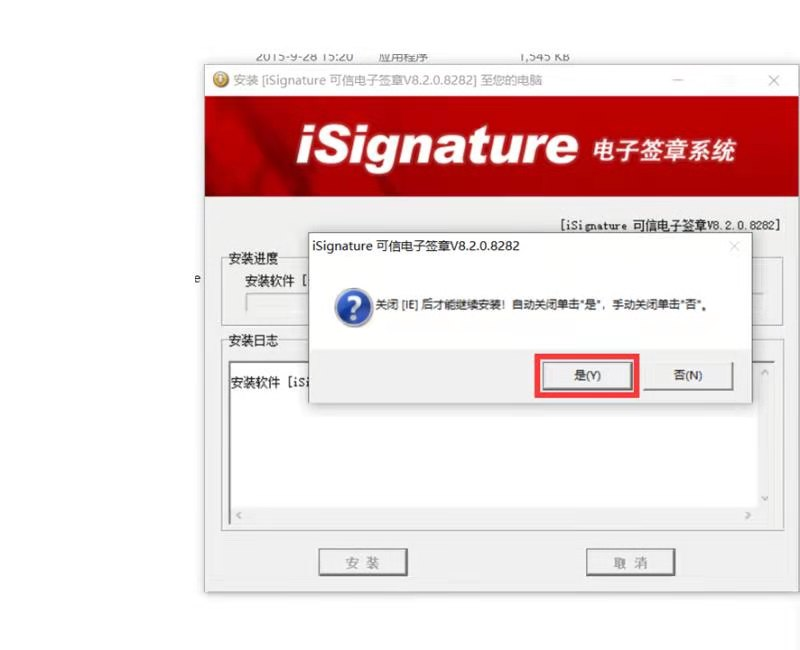 2015-9-28 15:20 应用程序 1,545 KB
安装 [iSignature 可信电子签章V8.2.0.8282] 至您的电脑
iSignature 电子签章系统
[iSignature 可信电子签章V8.2.0.8282]
iSignature 可信电子签章V8.2.0.8282
安装进度
e
安装软件 [
关闭 [IE] 后才能继续安装! 自动关闭单击"是"，手动关闭单击"否"。
安装日志
是(Y) 否(N)
安装软件 [iSi
安 装 取 消